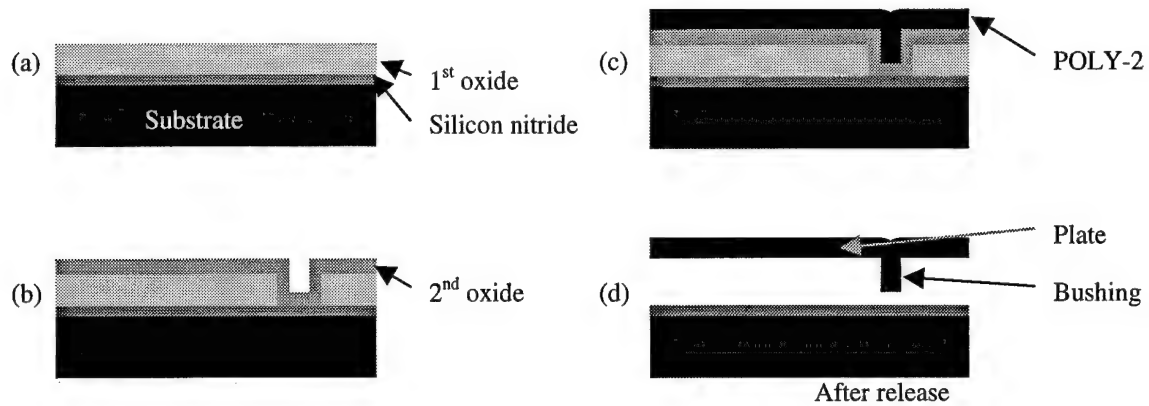 (a)
1st oxide
Silicon nitride
Substrate
(b)
2nd oxide
(c)
POLY-2
(d)
Plate
Bushing
After release